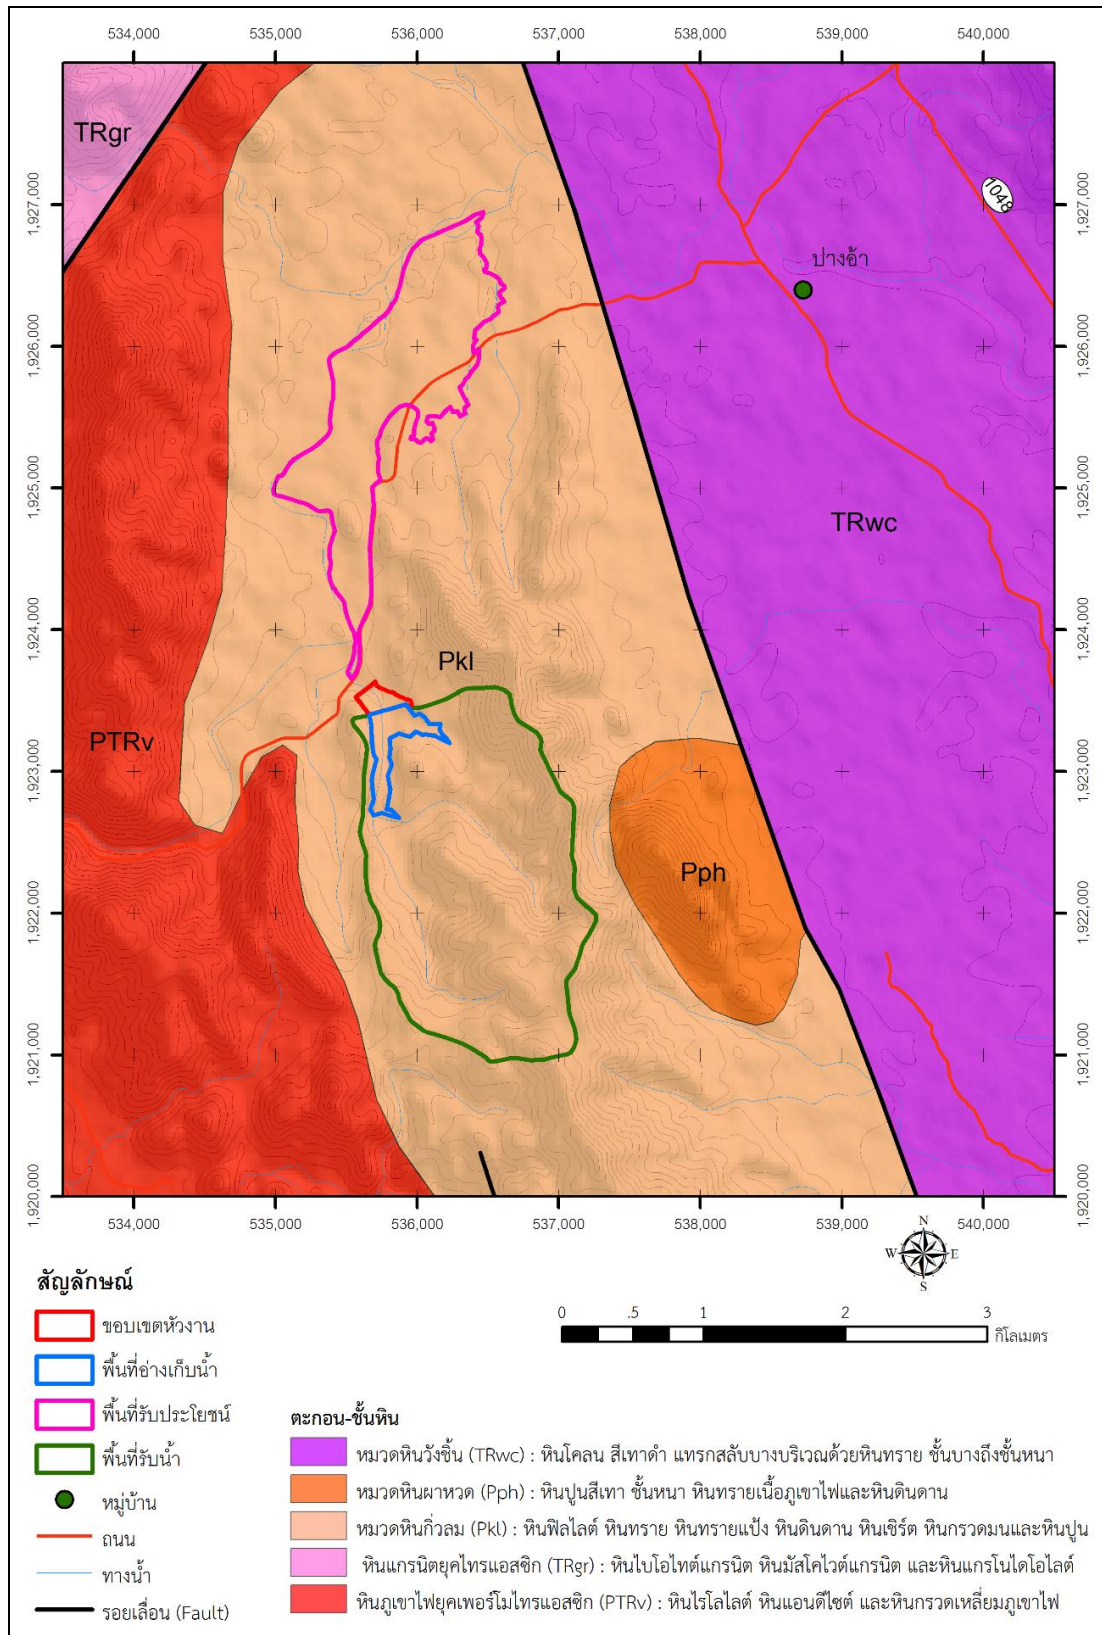 534,000 535,000 536,000 537,000 538,000 539,000 540,000
TRgr
1,927,000 1,927,000
1048
ปางอ้า
1,926,000 1,926,000
1,925,000 1,925,000
TRwc
1,924,000 1,924,000
Pkl
PTRv
1,923,000 1,923,000
Pph
1,922,000 1,922,000
1,921,000 1,921,000
1,920,000 1,920,000
534,000 535,000 536,000 537,000 538,000 539,000 540,000
N
W E
S
0 .5 1 2 3
กิโลเมตร
สัญลักษณ์
ขอบเขตหัวงาน
พื้นที่อ่างเก็บน้ำ
พื้นที่รับประโยชน์
พื้นที่รับน้ำ
หมู่บ้าน
ถนน
ทางน้ำ
รอยเลื่อน (Fault)
ตะกอน-ชั้นหิน
หมวดหินวังชิ้น (TRwc) : หินโคลน สีเทาดำ แทรกสลับบางบริเวณด้วยหินทราย ชั้นบางถึงชั้นหนา
หมวดหินผาหวด (Pph) : หินปูนสีเทา ชั้นหนา หินทรายเนื้อภูเขาไฟและหินดินดาน
หมวดหินกิ่วลม (Pkl) : หินฟิลไลต์ หินทราย หินทรายแป้ง หินดินดาน หินเชิร์ต หินกรวดมนและหินปูน
หินแกรนิตยุคไทรแอสซิก (TRgr) : หินไบโอไทต์แกรนิต หินมัสโคไวต์แกรนิต และหินแกรโนไดโอไลต์
หินภูเขาไฟยุคเพอร์โมไทรแอสซิก (PTRv) : หินไรโอไลต์ หินแอนดีไซต์ และหินกรวดเหลี่ยมภูเขาไฟ